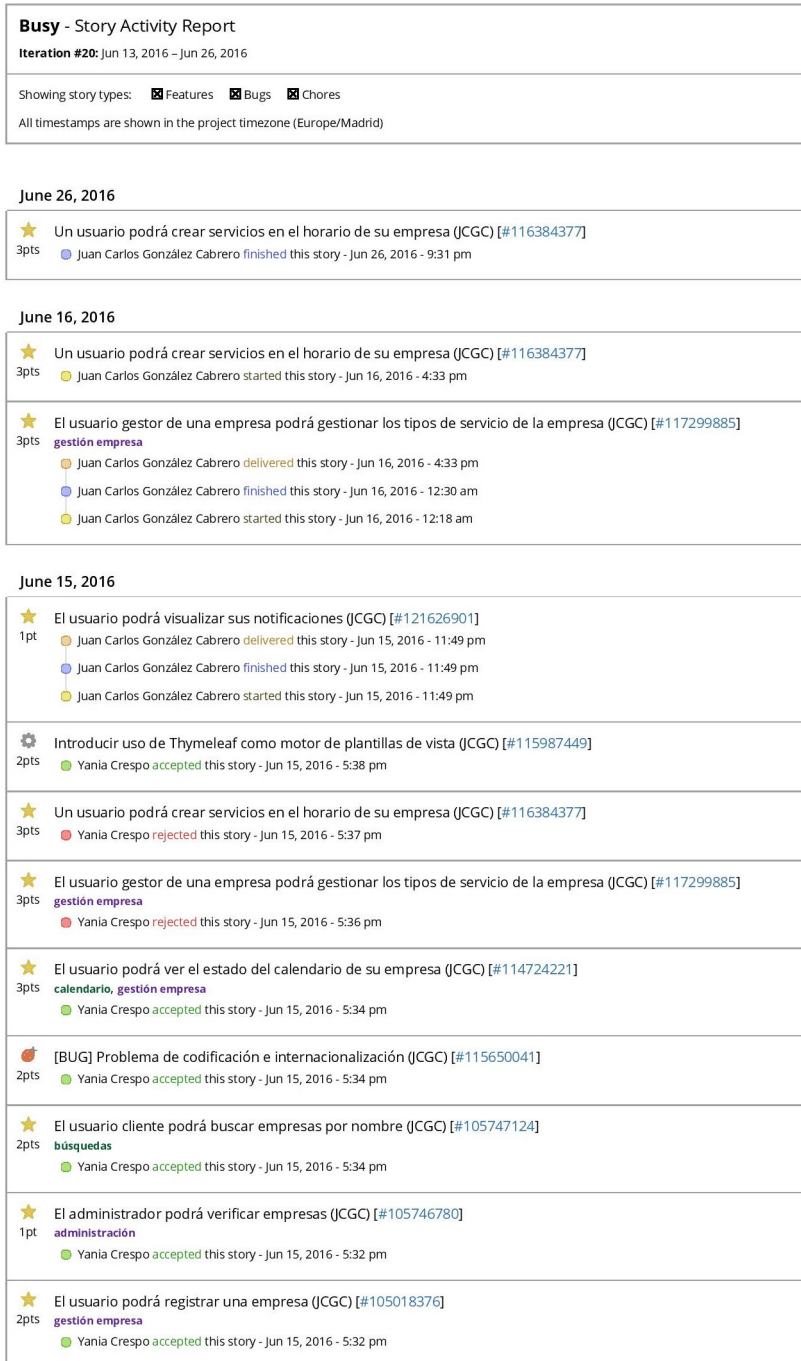 Busy - Story Activity Report
Iteration #20: Jun 13, 2016 – Jun 26, 2016
Showing story types: Features Bugs Chores
All timestamps are shown in the project timezone (Europe/Madrid)
June 26, 2016
Un usuario podrá crear servicios en el horario de su empresa (JCGC) [#116384377]
3pts
Juan Carlos González Cabrero finished this story - Jun 26, 2016 - 9:31 pm
June 16, 2016
Un usuario podrá crear servicios en el horario de su empresa (JCGC) [#116384377]
3pts
Juan Carlos González Cabrero started this story - Jun 16, 2016 - 4:33 pm
El usuario gestor de una empresa podrá gestionar los tipos de servicio de la empresa (JCGC) [#117299885]
3pts
gestión empresa
Juan Carlos González Cabrero delivered this story - Jun 16, 2016 - 4:33 pm
Juan Carlos González Cabrero finished this story - Jun 16, 2016 - 12:30 am
Juan Carlos González Cabrero started this story - Jun 16, 2016 - 12:18 am
June 15, 2016
El usuario podrá visualizar sus notificaciones (JCGC) [#121626901]
1pt
Juan Carlos González Cabrero delivered this story - Jun 15, 2016 - 11:49 pm
Juan Carlos González Cabrero finished this story - Jun 15, 2016 - 11:49 pm
Juan Carlos González Cabrero started this story - Jun 15, 2016 - 11:49 pm
Introducir uso de Thymeleaf como motor de plantillas de vista (JCGC) [#115987449]
2pts
Yania Crespo accepted this story - Jun 15, 2016 - 5:38 pm
Un usuario podrá crear servicios en el horario de su empresa (JCGC) [#116384377]
3pts
Yania Crespo rejected this story - Jun 15, 2016 - 5:37 pm
El usuario gestor de una empresa podrá gestionar los tipos de servicio de la empresa (JCGC) [#117299885]
3pts
gestión empresa
Yania Crespo rejected this story - Jun 15, 2016 - 5:36 pm
El usuario podrá ver el estado del calendario de su empresa (JCGC) [#114724221]
3pts
calendario, gestión empresa
Yania Crespo accepted this story - Jun 15, 2016 - 5:34 pm
[BUG] Problema de codificación e internacionalización (JCGC) [#115650041]
2pts
Yania Crespo accepted this story - Jun 15, 2016 - 5:34 pm
El usuario cliente podrá buscar empresas por nombre (JCGC) [#105747124]
2pts
búsquedas
Yania Crespo accepted this story - Jun 15, 2016 - 5:34 pm
El administrador podrá verificar empresas (JCGC) [#105746780]
1pt
administración
Yania Crespo accepted this story - Jun 15, 2016 - 5:32 pm
El usuario podrá registrar una empresa (JCGC) [#105018376]
2pts
gestión empresa
Yania Crespo accepted this story - Jun 15, 2016 - 5:32 pm